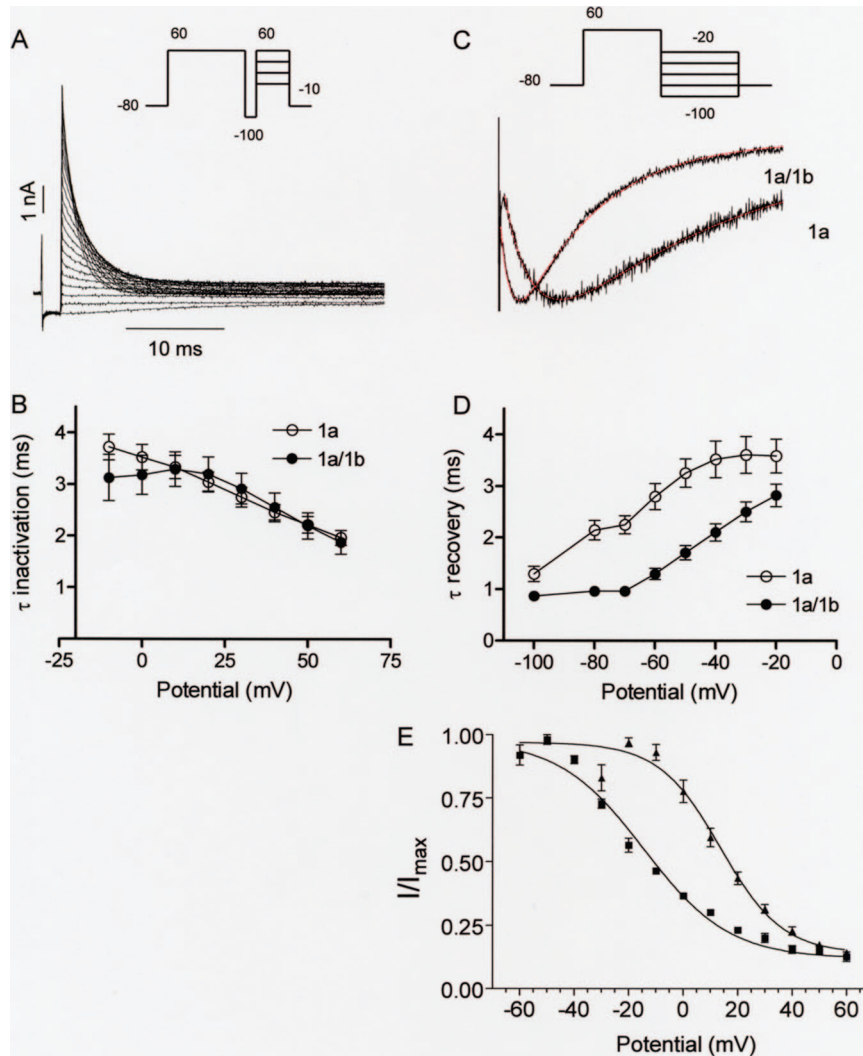 A
60 60
-80
-10
-100
1 nA
10 ms
C
60
-20
-80
-100
1a/1b
1a
B
τ inactivation (ms)
4
3
2
1
1a
1a/1b
-25 0 25 50 75
Potential (mV)
D
τ recovery (ms)
4
3
2
1
0
1a
1a/1b
-100 -80 -60 -40 -20 0
Potential (mV)
E
I/Imax
1.00
0.75
0.50
0.25
0.00
-60 -40 -20 0 20 40 60
Potential (mV)